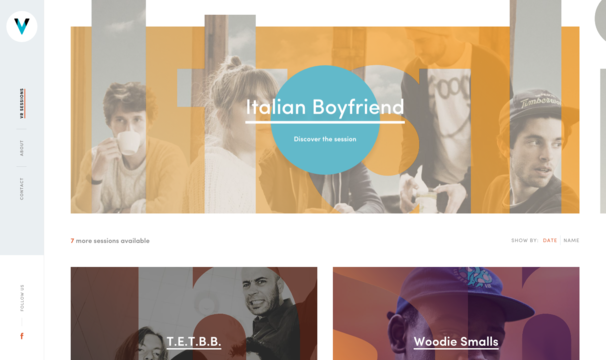 V
VR SESSIONS
ABOUT
CONTACT
FOLLOW US
f
Italian Boyfriend
Discover the session
7 more sessions available
SHOW BY: DATE | NAME
T.E.T.B.B.
Woodie Smalls